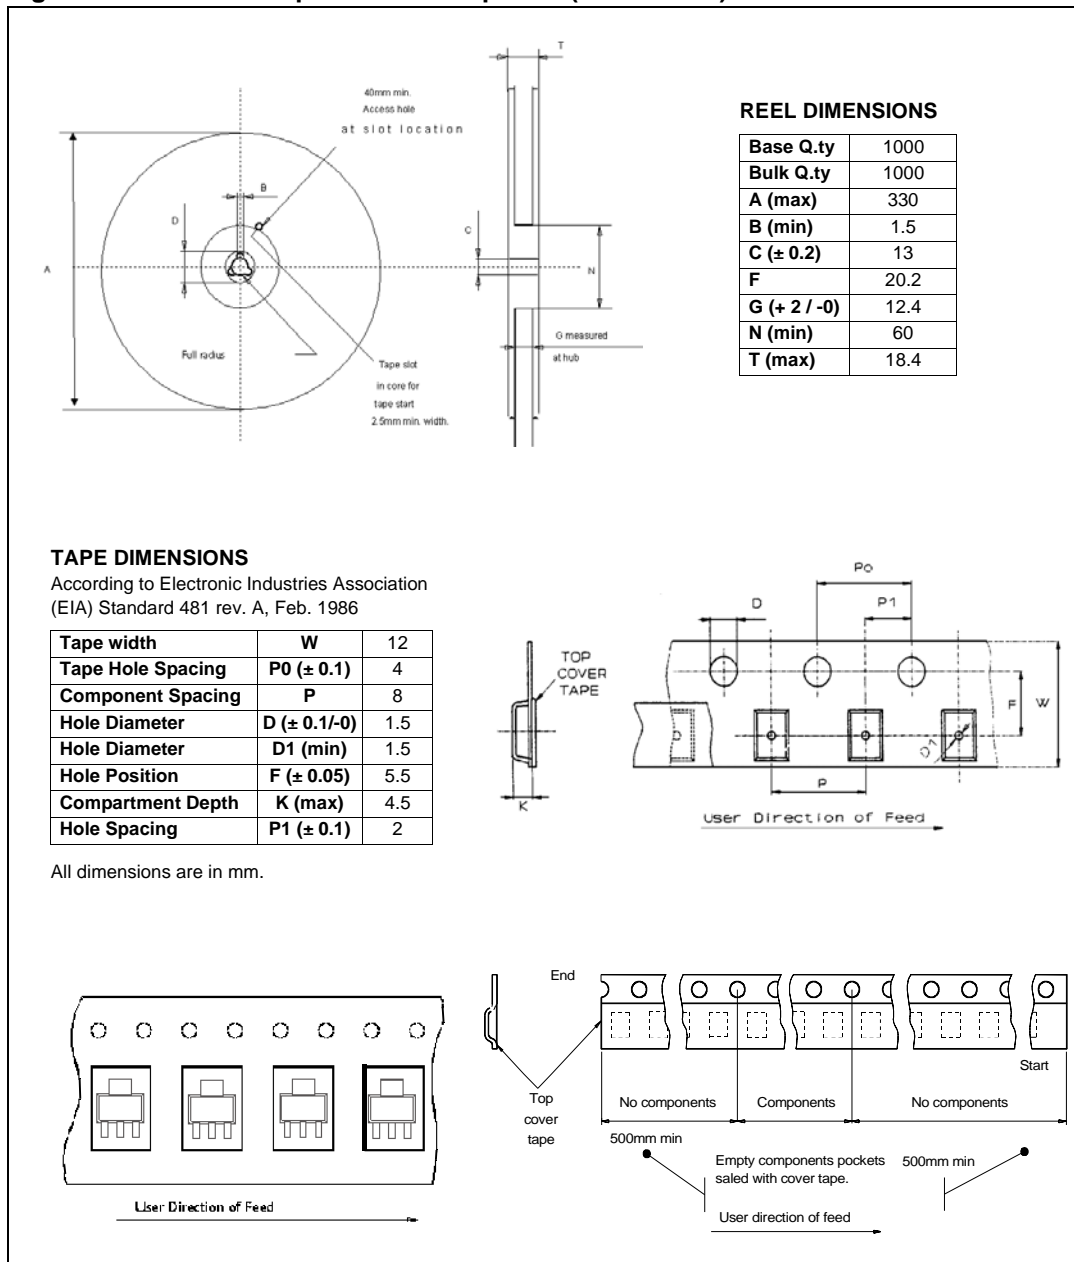 T
40mm min.
Access hole
at slot location
B
D
C
A
N
Full radius
G measured
at hub
Tape slot
in core for
tape start
2.5mm min. width.
REEL DIMENSIONS
Base Q.ty 1000
Bulk Q.ty 1000
A (max) 330
B (min) 1.5
C (± 0.2) 13
F 20.2
G (+ 2 / -0) 12.4
N (min) 60
T (max) 18.4
TAPE DIMENSIONS
According to Electronic Industries Association
(EIA) Standard 481 rev. A, Feb. 1986
Tape width W 12
Tape Hole Spacing P0 (± 0.1) 4
Component Spacing P 8
Hole Diameter D (± 0.1/-0) 1.5
Hole Diameter D1 (min) 1.5
Hole Position F (± 0.05) 5.5
Compartment Depth K (max) 4.5
Hole Spacing P1 (± 0.1) 2
All dimensions are in mm.
Po
D
P1
TOP
COVER
TAPE
F
W
D1
K
P
User Direction of Feed
User Direction of Feed
End
Start
Top
cover
tape
No components
Components
No components
500mm min
Empty components pockets
saled with cover tape.
500mm min
User direction of feed